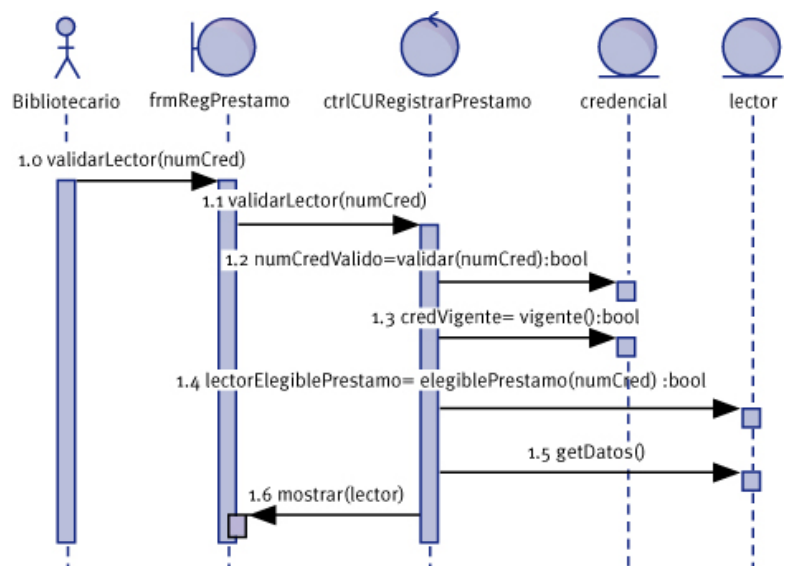 Bibliotecario
frmRegPrestamo
ctrlCURegistrarPrestamo
credencial
lector
1.0 validarLector(numCred)
1.1 validarLector(numCred)
1.2 numCredValido=validar(numCred):bool
1.3 credVigente= vigente():bool
1.4 lectorElegiblePrestamo= elegiblePrestamo(numCred) :bool
1.5 getDatos()
1.6 mostrar(lector)